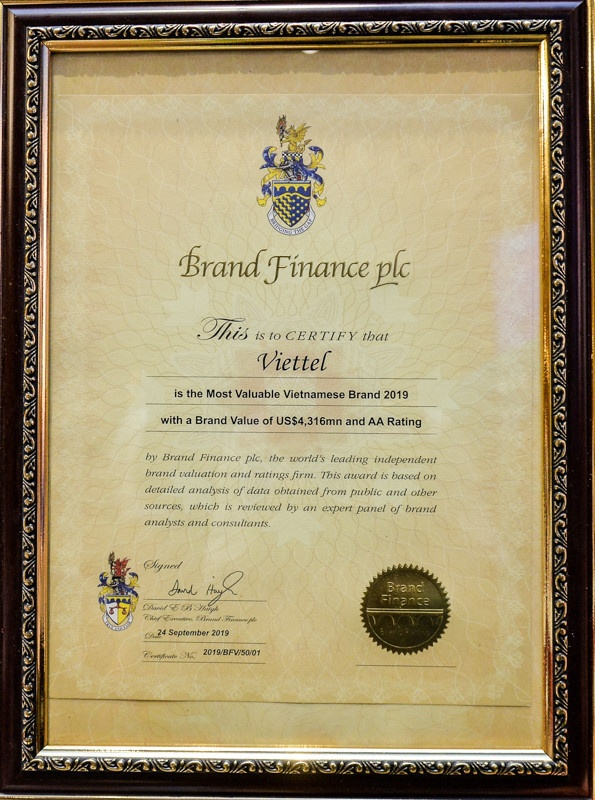 BRIDGING THE GAP
Brand Finance plc
This is to CERTIFY that
Viettel
is the Most Valuable Vietnamese Brand 2019
with a Brand Value of US$4,316mn and AA Rating
by Brand Finance plc, the world's leading independent
brand valuation and ratings firm. This award is based on
detailed analysis of data obtained from public and other
sources, which is reviewed by an expert panel of brand
analysts and consultants.
Signed
David E B Haigh
Chief Executive, Brand Finance plc
24 September 2019
Certificate No. 2019/BFV/50/01
Brand
Finance